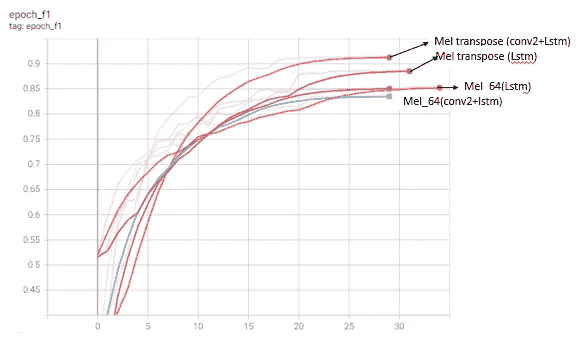 epoch_f1
tag: epoch_f1
Mel transpose (conv2+Lstm)
Mel transpose (Lstm)
Mel_64(Lstm)
Mel_64(conv2+lstm)
0.9
0.85
0.8
0.75
0.7
0.65
0.6
0.55
0.5
0.45
0 5 10 15 20 25 30